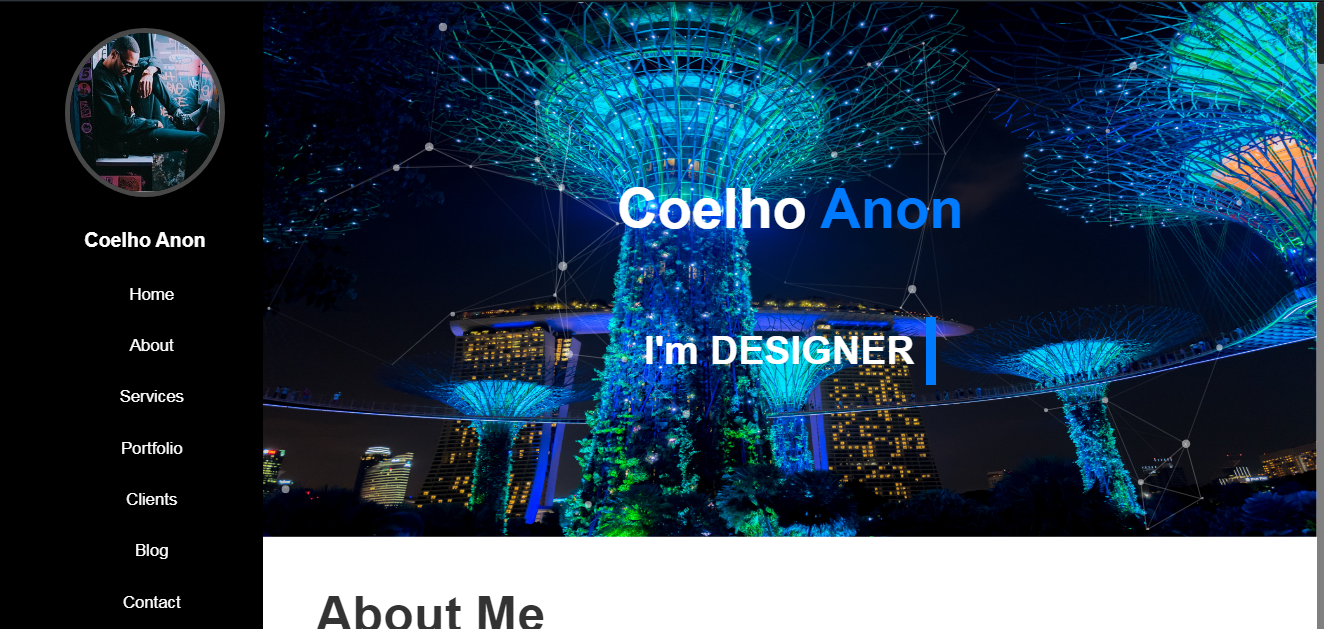 Coelho Anon
Home
About
Services
Portfolio
Clients
Blog
Contact
Coelho Anon
I'm DESIGNER
About Me